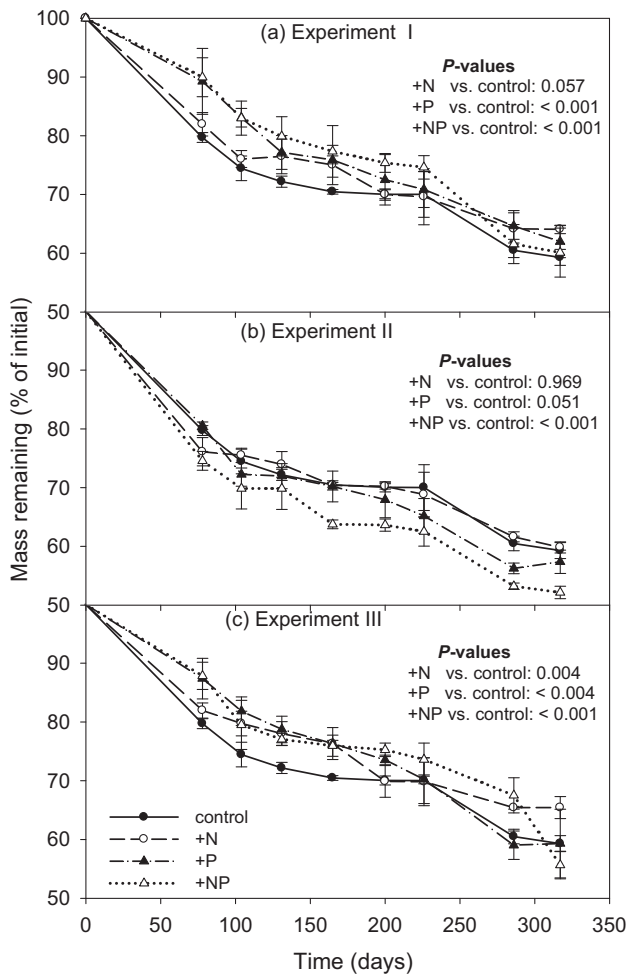 100
(a) Experiment I
90
P-values
+N vs. control: 0.057
+P vs. control: < 0.001
+NP vs. control: < 0.001
80
70
60
50
(b) Experiment II
90
P-values
+N vs. control: 0.969
+P vs. control: 0.051
+NP vs. control: < 0.001
80
70
60
50
(c) Experiment III
90
P-values
+N vs. control: 0.004
+P vs. control: < 0.004
+NP vs. control: < 0.001
80
70
60
50
control
+N
+P
+NP
Mass remaining (% of initial)
0 50 100 150 200 250 300 350
Time (days)